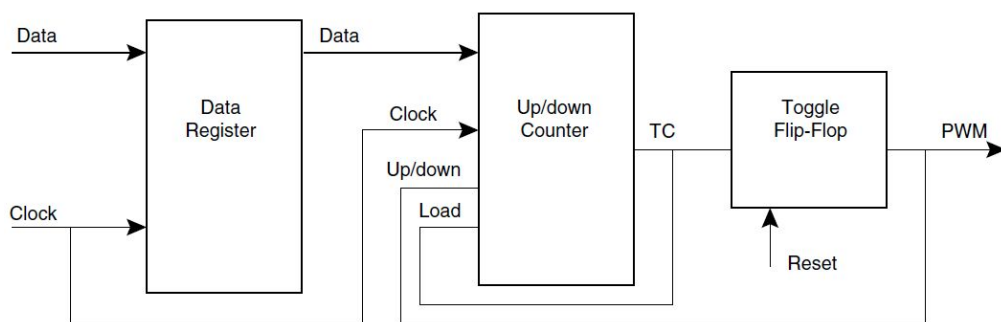 Data
Data
Data
Register
Clock
Clock
Up/down
Load
Up/down
Counter
TC
Toggle
Flip-Flop
PWM
Reset